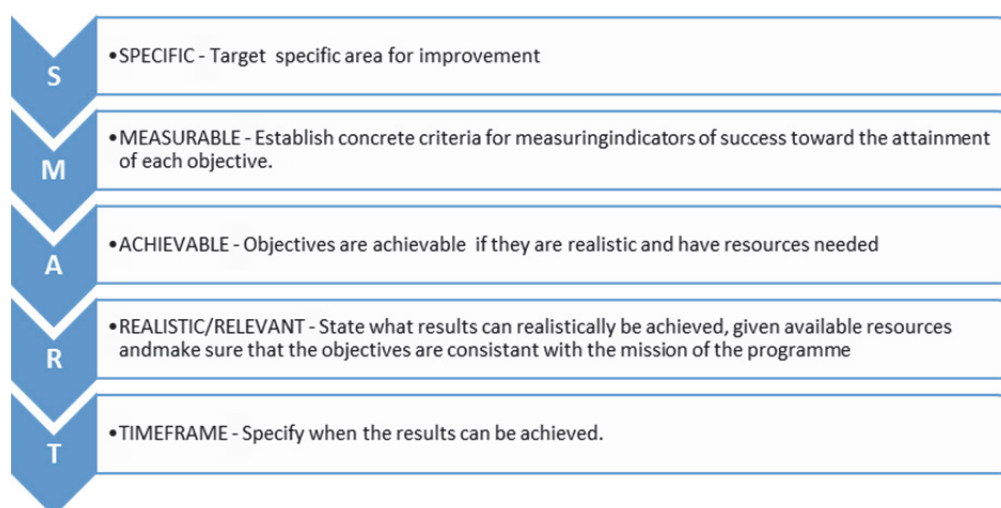 S
•SPECIFIC - Target specific area for improvement
M
•MEASURABLE - Establish concrete criteria for measuringindicators of success toward the attainment
of each objective.
A
•ACHIEVABLE - Objectives are achievable if they are realistic and have resources needed
R
•REALISTIC/RELEVANT - State what results can realistically be achieved, given available resources
andmake sure that the objectives are consistant with the mission of the programme
T
•TIMEFRAME - Specify when the results can be achieved.